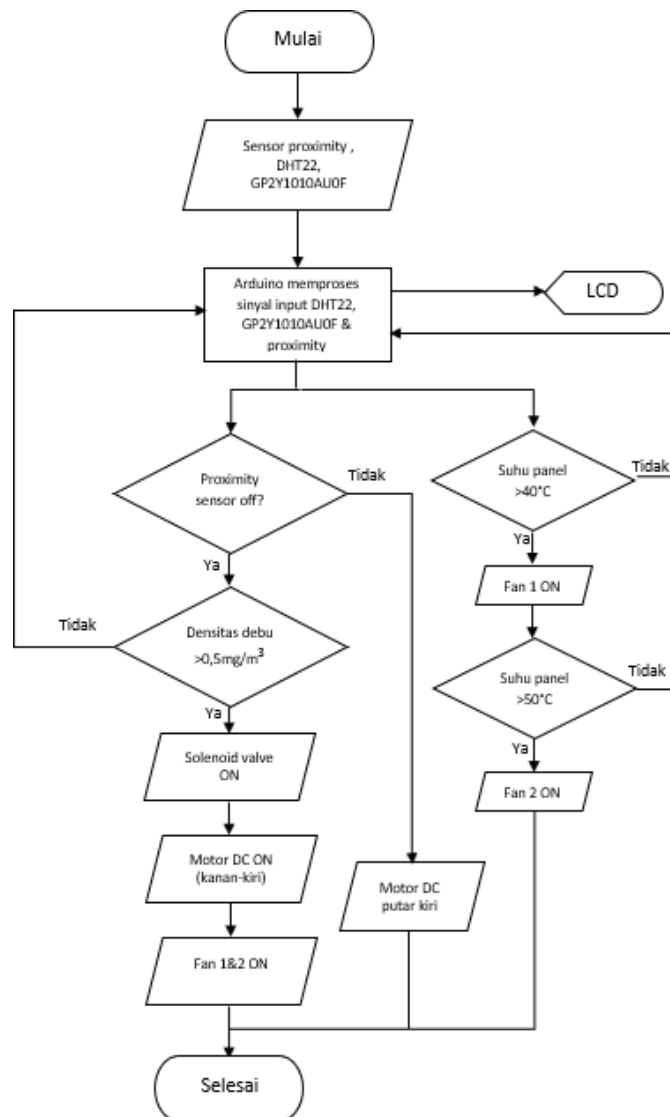 Mulai
Sensor proximity ,
DHT22,
GP2Y1010AU0F
Arduino memproses
sinyal input DHT22,
GP2Y1010AU0F &
proximity
LCD
Proximity
sensor off?
Tidak
Ya
Suhu panel
>40°C
Tidak
Ya
Fan 1 ON
Densitas debu
>0,5mg/m³
Tidak
Ya
Suhu panel
>50°C
Tidak
Ya
Solenoid valve
ON
Fan 2 ON
Motor DC ON
(kanan-kiri)
Motor DC
putar kiri
Fan 1&2 ON
Selesai